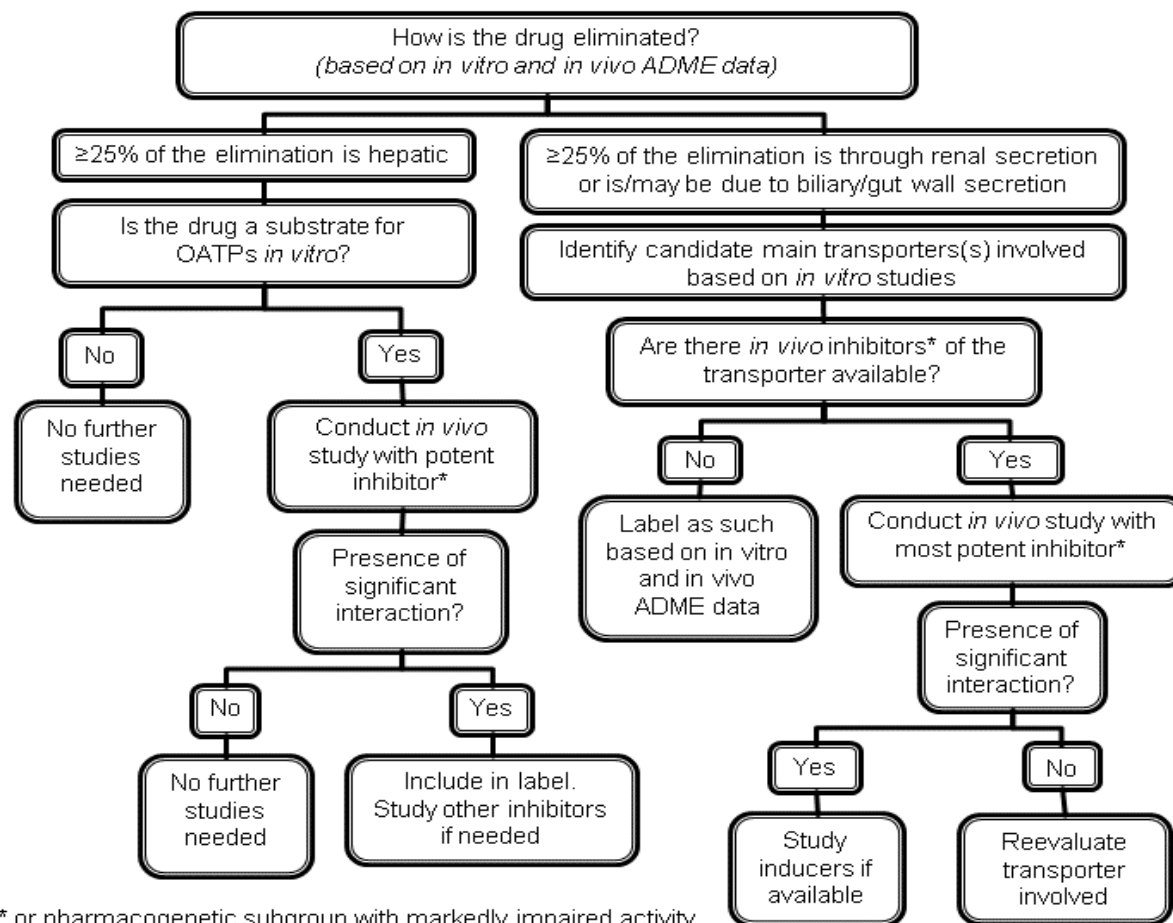 How is the drug eliminated?
(based on in vitro and in vivo ADME data)
≥25% of the elimination is hepatic
Is the drug a substrate for
OATPs in vitro?
No
No further
studies
needed
Yes
Conduct in vivo
study with potent
inhibitor*
Presence of
significant
interaction?
No
No further
studies
needed
Yes
Include in label.
Study other inhibitors
if needed
≥25% of the elimination is through renal secretion
or is/may be due to biliary/gut wall secretion
Identify candidate main transporters(s) involved
based on in vitro studies
Are there in vivo inhibitors* of the
transporter available?
No
Label as such
based on in vitro
and in vivo
ADME data
Yes
Conduct in vivo study with
most potent inhibitor*
Presence of
significant
interaction?
Yes
Study
inducers if
available
No
Reevaluate
transporter
involved
* or pharmacogenetic subgroup with markedly impaired activity